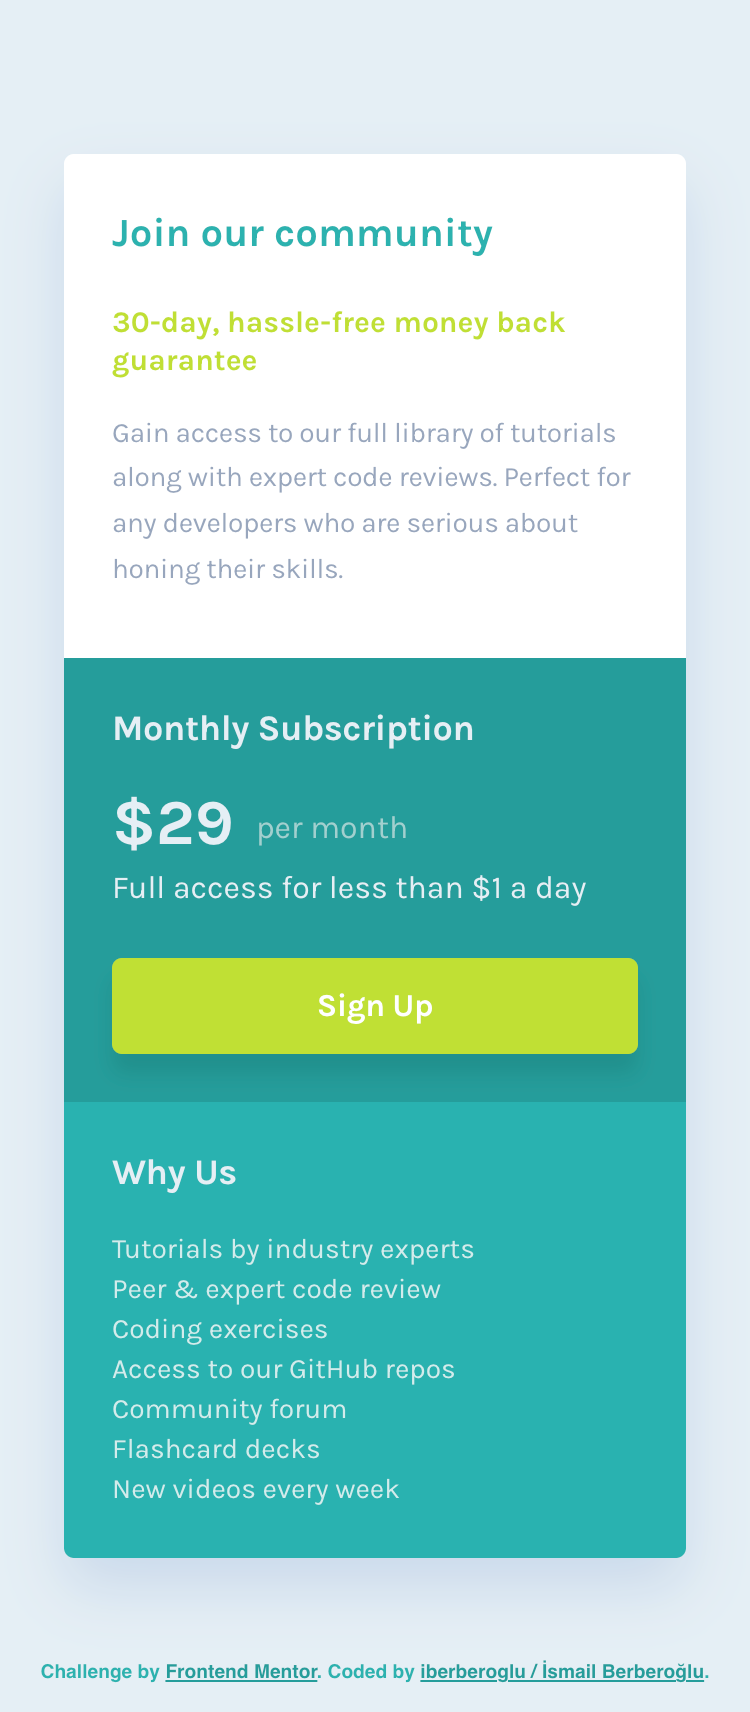 Join our community
30-day, hassle-free money back
guarantee
Gain access to our full library of tutorials
along with expert code reviews. Perfect for
any developers who are serious about
honing their skills.
Monthly Subscription
$29 per month
Full access for less than $1 a day
Sign Up
Why Us
Tutorials by industry experts
Peer & expert code review
Coding exercises
Access to our GitHub repos
Community forum
Flashcard decks
New videos every week
Challenge by Frontend Mentor. Coded by iberberoglu / İsmail Berberoğlu.